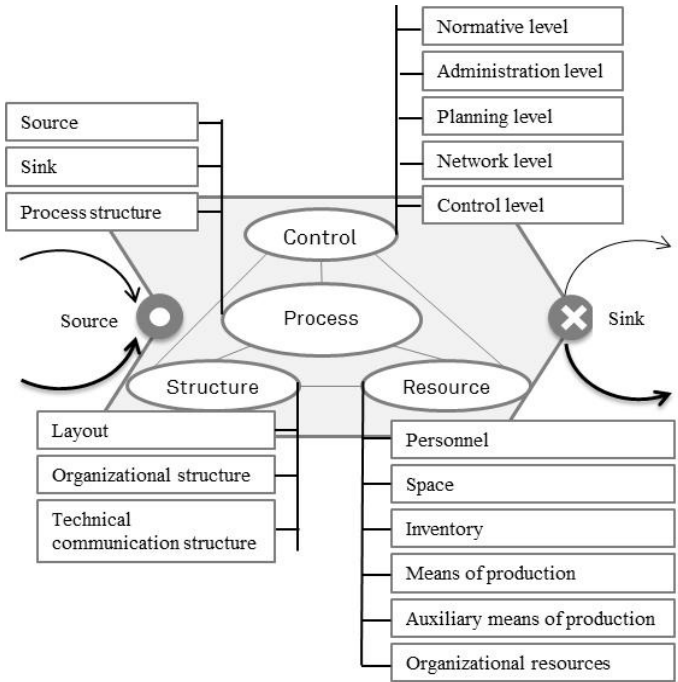 Normative level
Administration level
Planning level
Network level
Control level
Source
Sink
Process structure
Control
Process
Source
Sink
Structure
Resource
Layout
Organizational structure
Technical
communication structure
Personnel
Space
Inventory
Means of production
Auxiliary means of production
Organizational resources